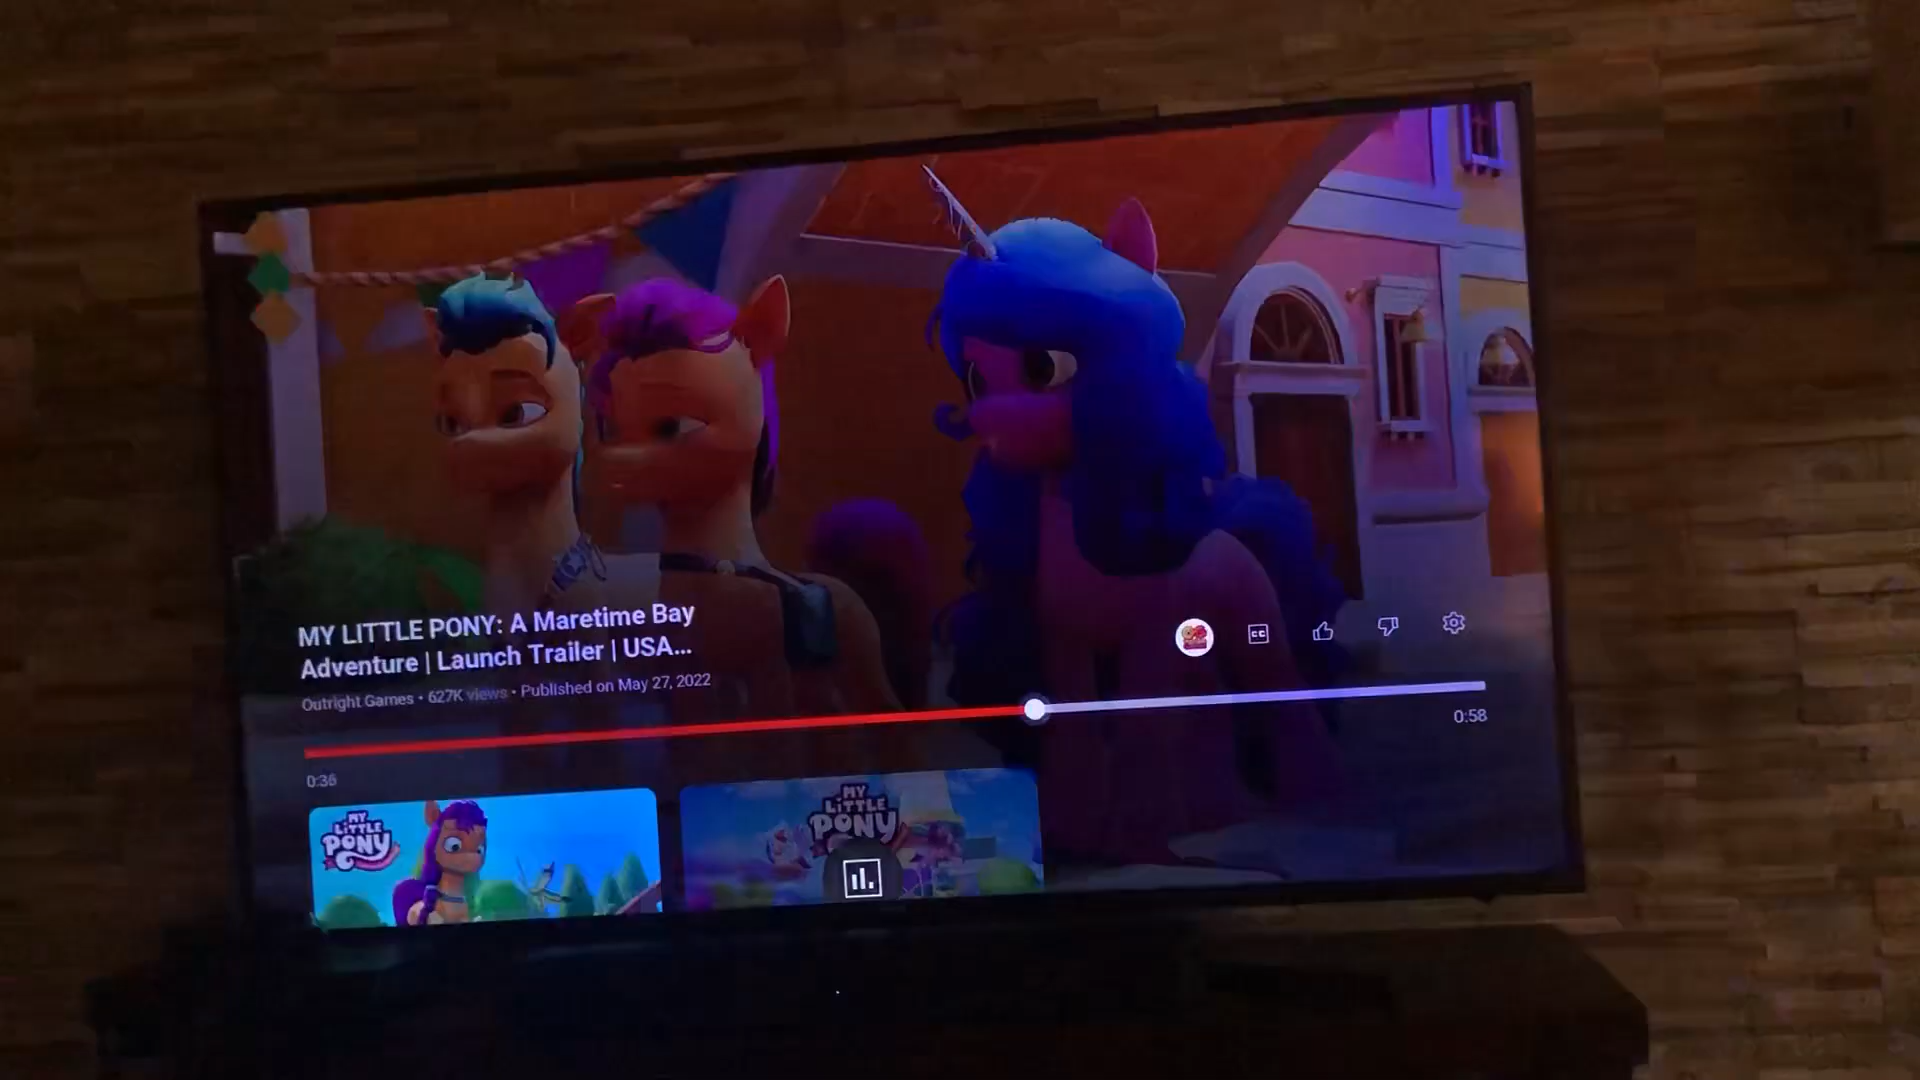 MY LITTLE PONY: A Maretime Bay
Adventure | Launch Trailer | USA...
Outright Games • 627K views • Published on May 27, 2022
CC
0:58
0:36
MY
LITTLE
PONY
MY
LITTLE
PONY